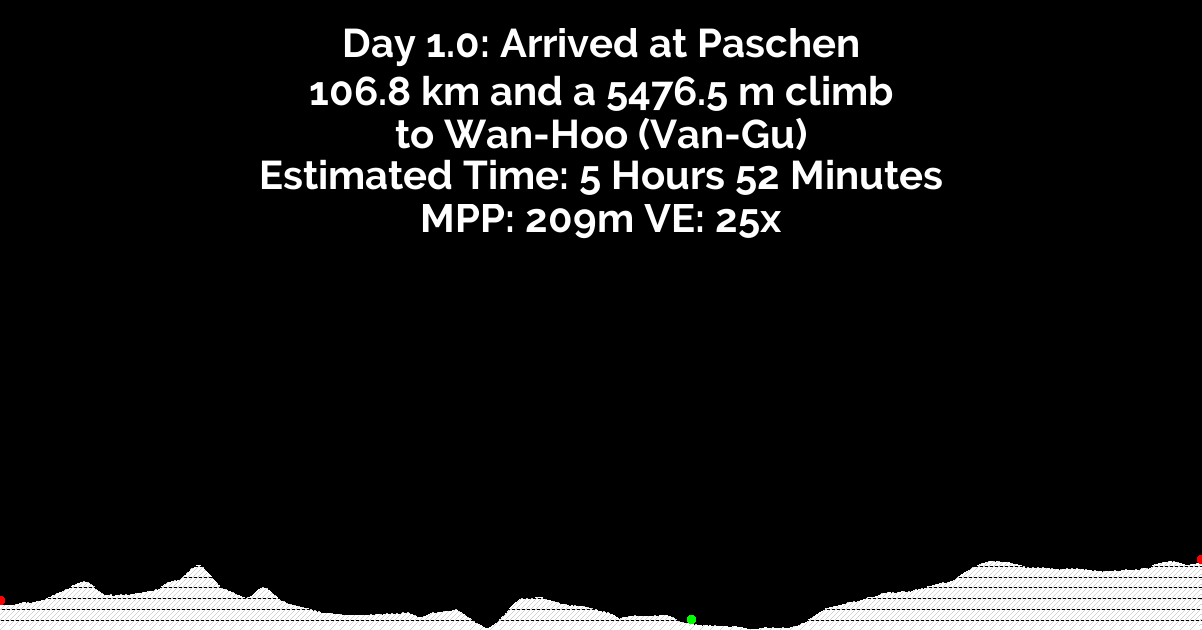 Day 1.0: Arrived at Paschen
106.8 km and a 5476.5 m climb
to Wan-Hoo (Van-Gu)
Estimated Time: 5 Hours 52 Minutes
MPP: 209m VE: 25x